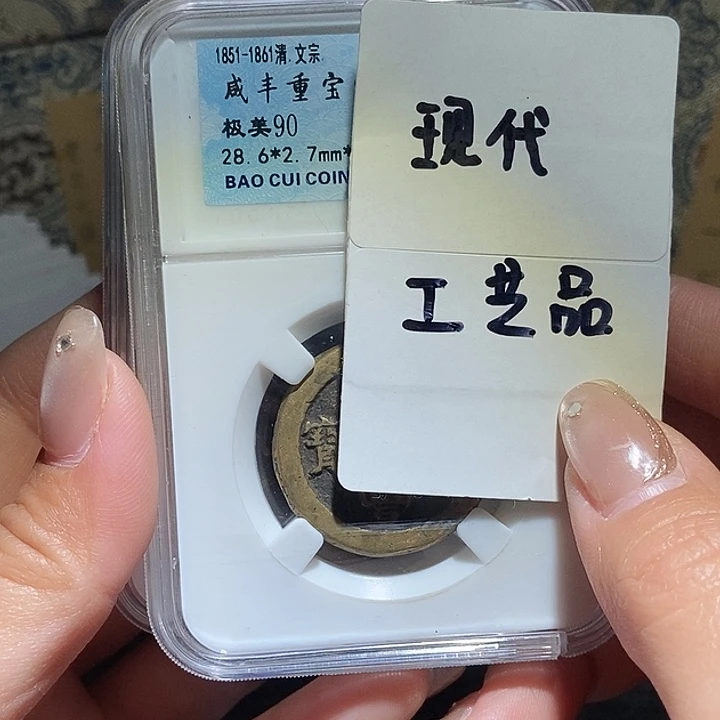 1851-1861清.文宗.
咸丰重宝
极美90
28.6*2.7mm*
BAO CUI COIN
现代
工艺品
寶